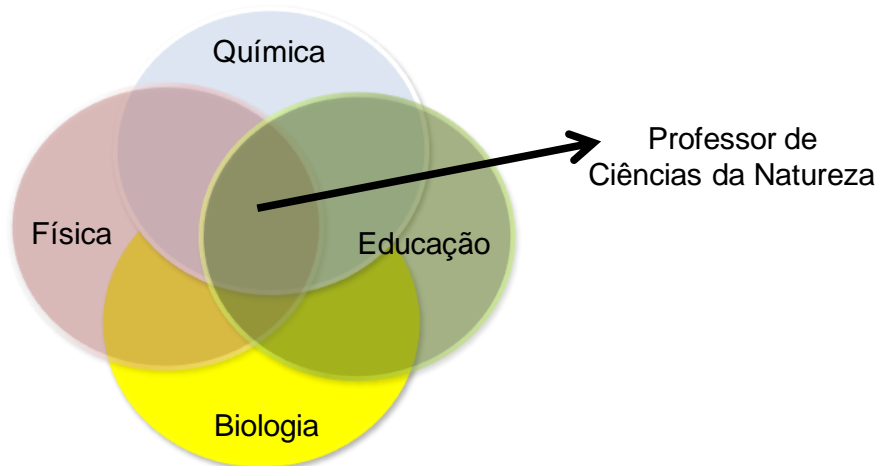 Química
Professor de
Ciências da Natureza
Física
Educação
Biologia